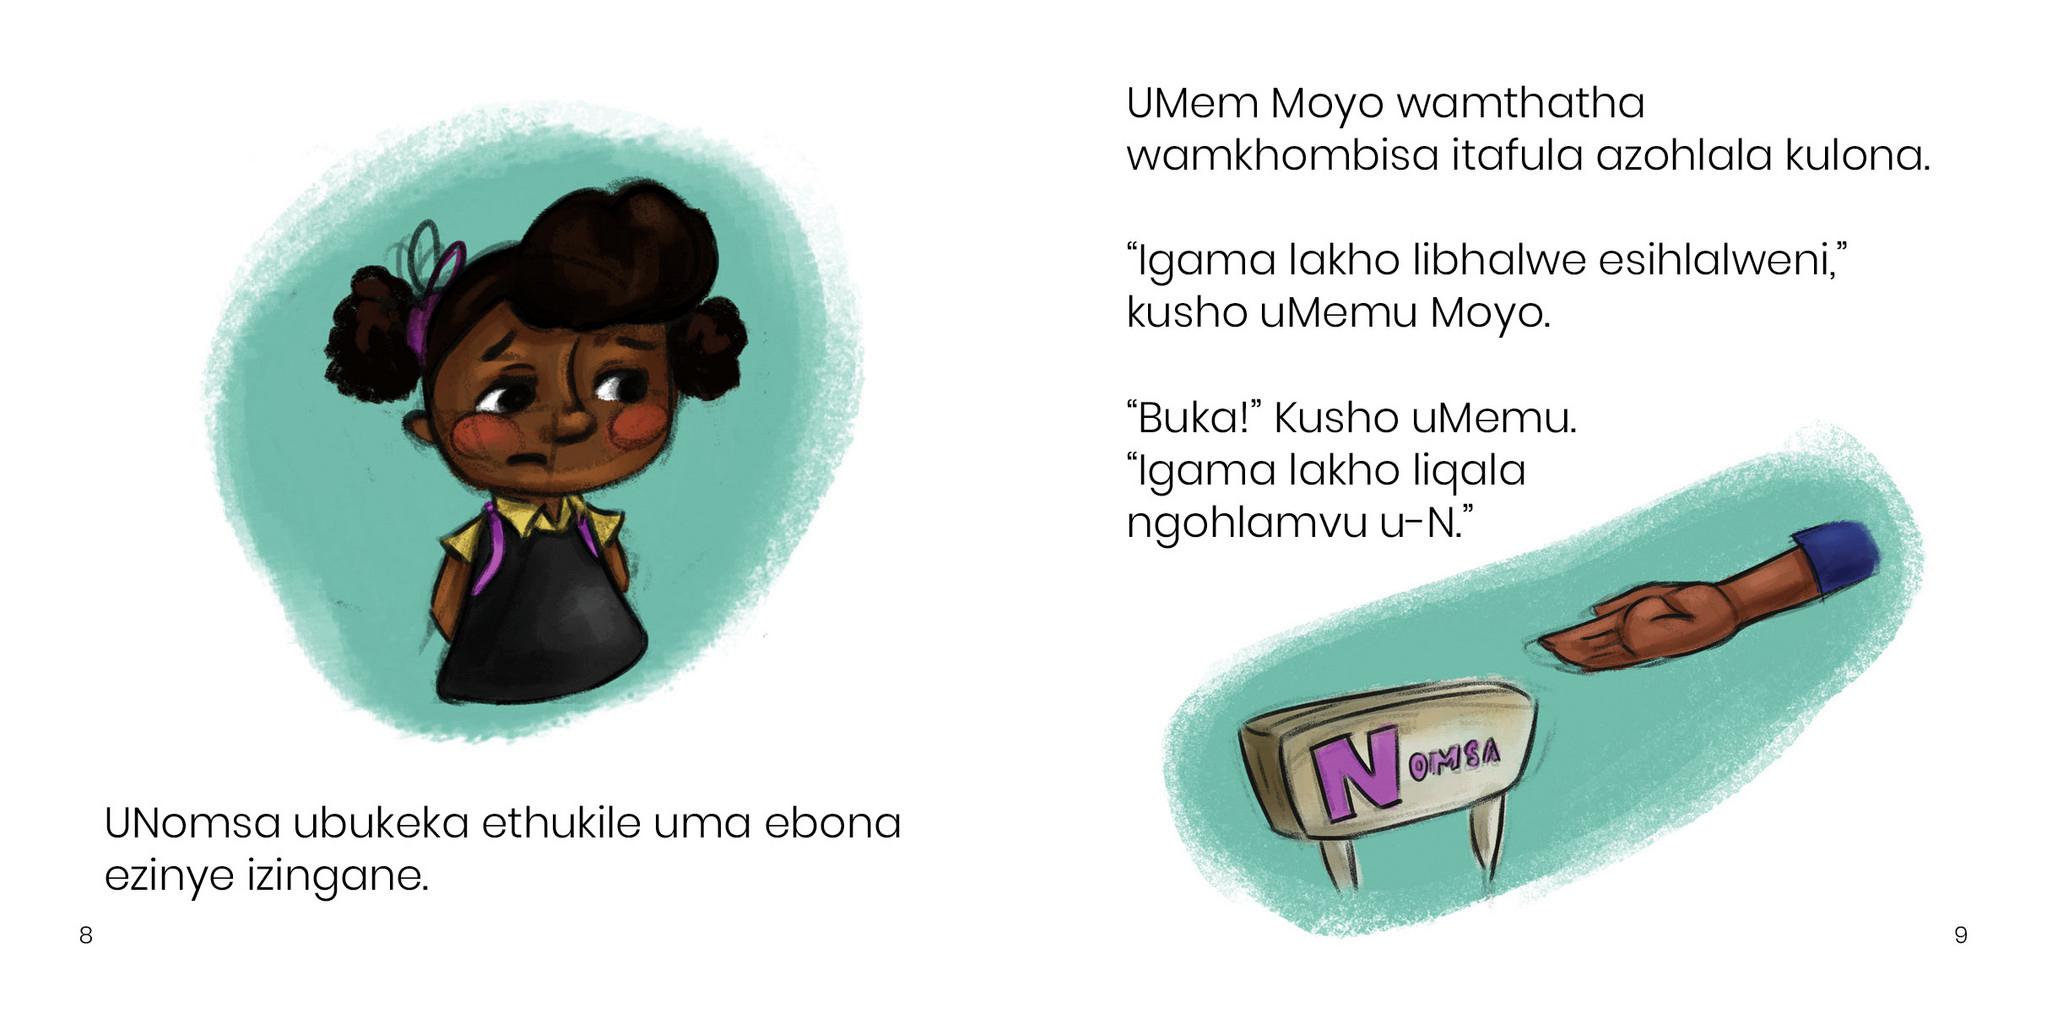 UNomsa ubukeka ethukile uma ebona
ezinye izingane.
8
UMem Moyo wamthatha
wamkhombisa itafula azohlala kulona.
“Igama lakho libhalwe esihlalweni,”
kusho uMemu Moyo.
“Buka!” Kusho uMemu.
“Igama lakho liqala
ngohlamvu u-N.”
NOMSA
9